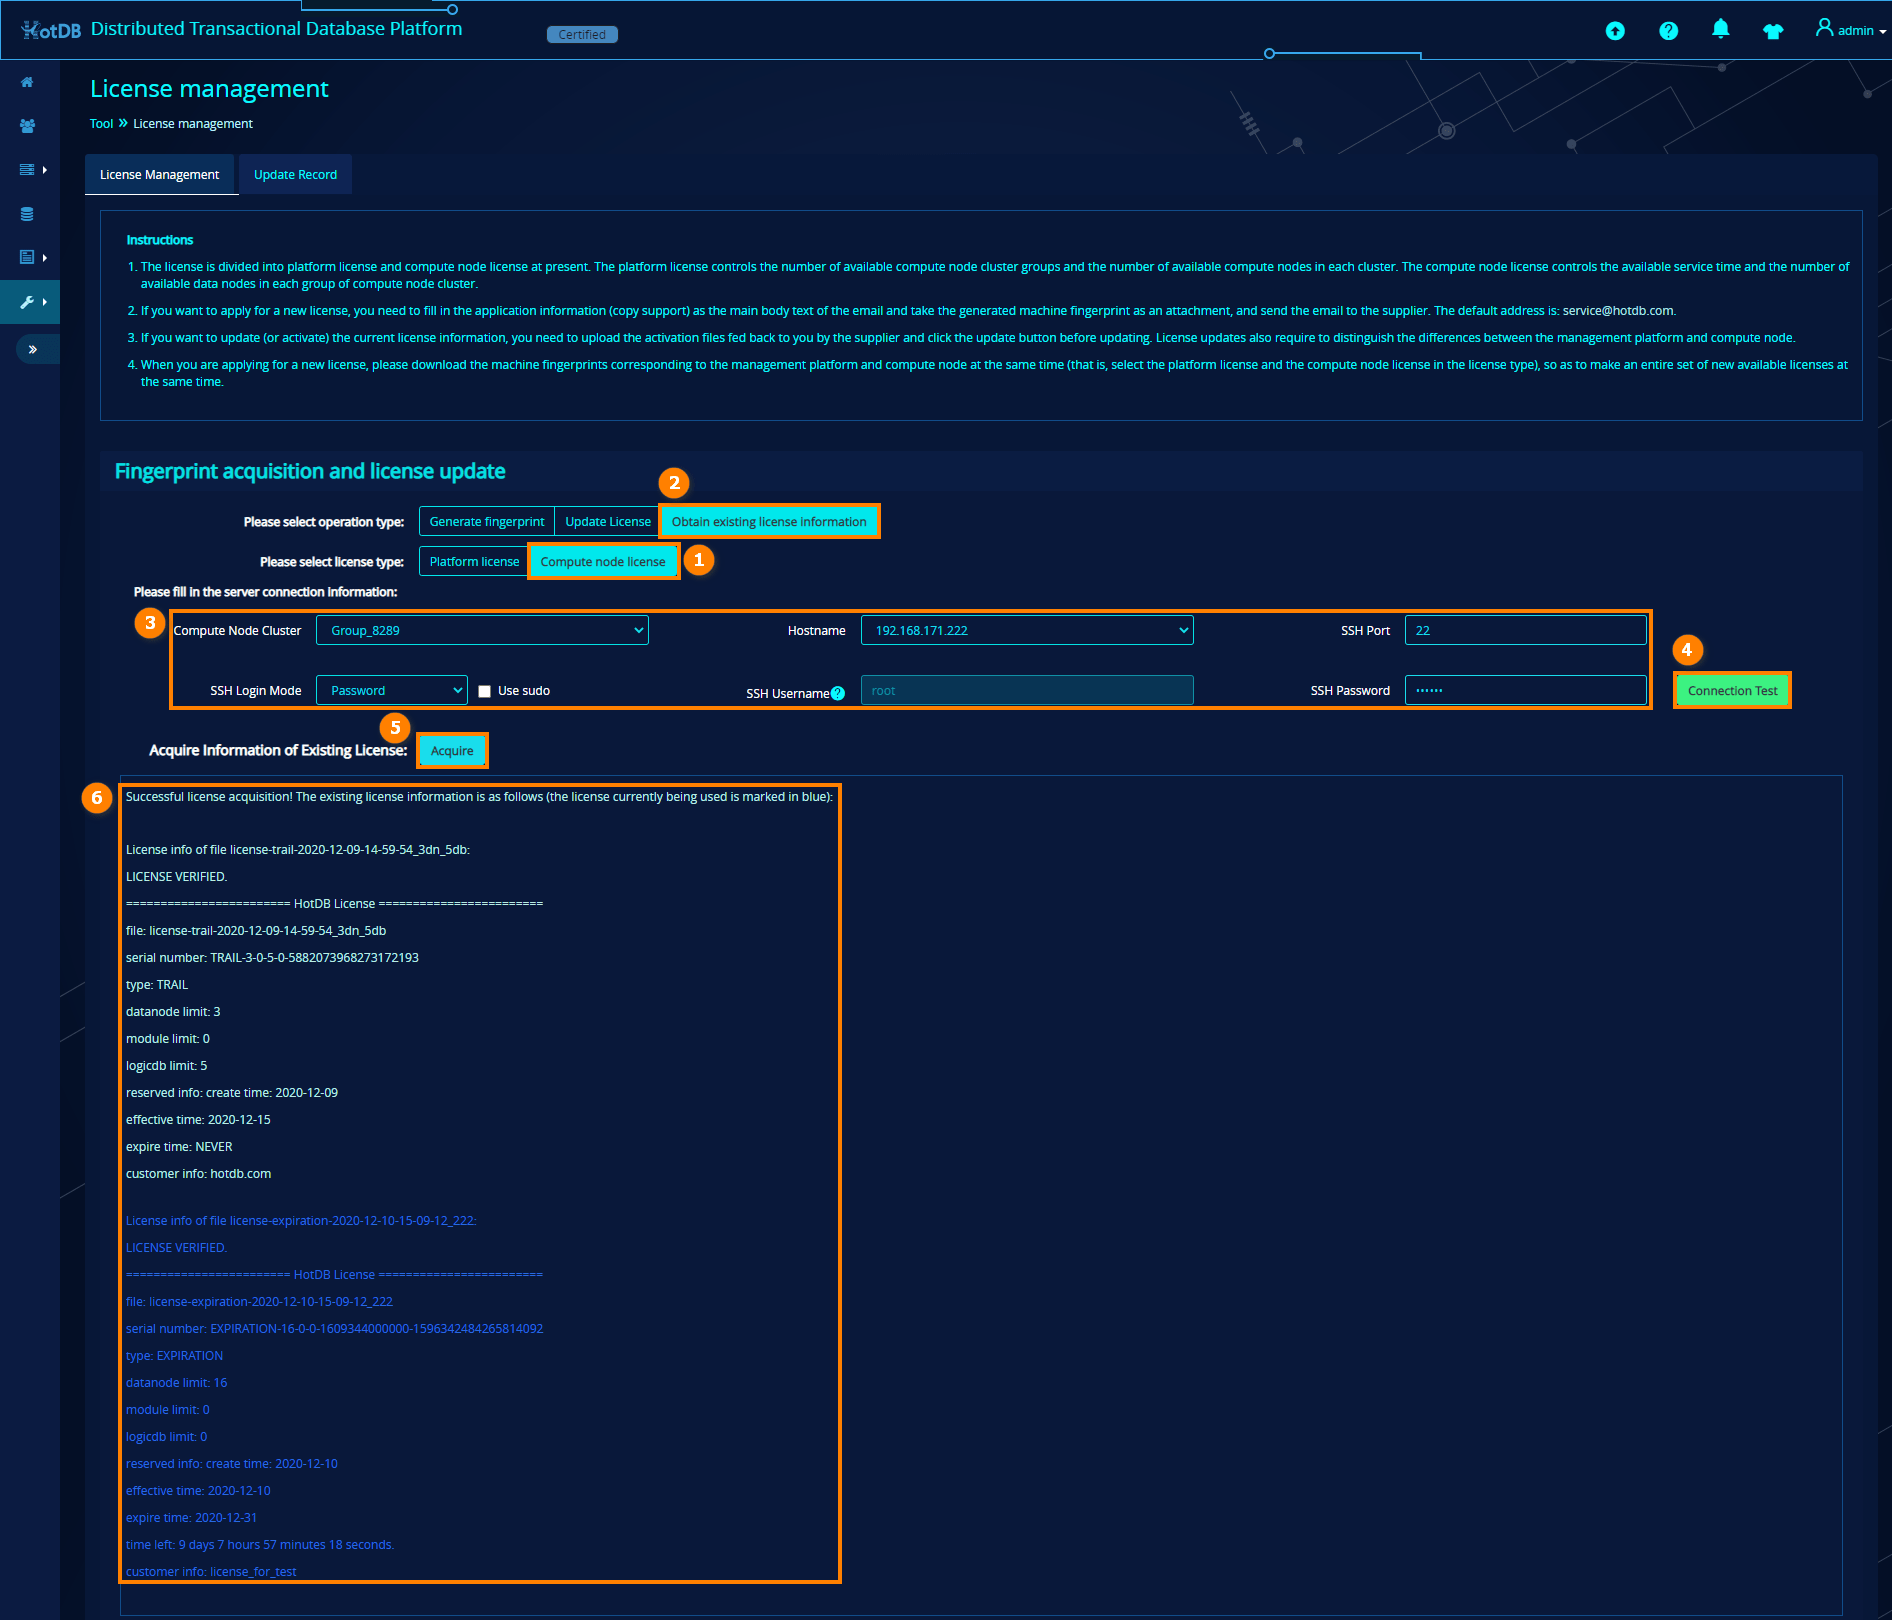 HotDB Distributed Transactional Database Platform
Certified
admin
License management
Tool » License management
License Management
Update Record
Instructions
1. The license is divided into platform license and compute node license at present. The platform license controls the number of available compute node cluster groups and the number of available compute nodes in each cluster. The compute node license controls the available service time and the number of
available data nodes in each group of compute node cluster.
2. If you want to apply for a new license, you need to fill in the application information (copy support) as the main body text of the email and take the generated machine fingerprint as an attachment, and send the email to the supplier. The default address is: service@hotdb.com.
3. If you want to update (or activate) the current license information, you need to upload the activation files fed back to you by the supplier and click the update button before updating. License updates also require to distinguish the differences between the management platform and compute node.
4. When you are applying for a new license, please download the machine fingerprints corresponding to the management platform and compute node at the same time (that is, select the platform license and the compute node license in the license type), so as to make an entire set of new available licenses at
the same time.
Fingerprint acquisition and license update
2
Please select operation type: Generate fingerprint Update License Obtain existing license information
Please select license type: Platform license Compute node license 1
Please fill in the server connection information:
3 Compute Node Cluster Group_8289 Hostname 192.168.171.222 SSH Port 22
4
SSH Login Mode Password Use sudo SSH Username ? root SSH Password •••••• Connection Test
5
Acquire Information of Existing License: Acquire
6 Successful license acquisition! The existing license information is as follows (the license currently being used is marked in blue):
License info of file license-trail-2020-12-09-14-59-54_3dn_5db:
LICENSE VERIFIED.
======================== HotDB License ========================
file: license-trail-2020-12-09-14-59-54_3dn_5db
serial number: TRAIL-3-0-5-0-5882073968273172193
type: TRAIL
datanode limit: 3
module limit: 0
logicdb limit: 5
reserved info: create time: 2020-12-09
effective time: 2020-12-15
expire time: NEVER
customer info: hotdb.com
License info of file license-expiration-2020-12-10-15-09-12_222:
LICENSE VERIFIED.
======================== HotDB License ========================
file: license-expiration-2020-12-10-15-09-12_222
serial number: EXPIRATION-16-0-0-1609344000000-1596342484265814092
type: EXPIRATION
datanode limit: 16
module limit: 0
logicdb limit: 0
reserved info: create time: 2020-12-10
effective time: 2020-12-10
expire time: 2020-12-31
time left: 9 days 7 hours 57 minutes 18 seconds.
customer info: license_for_test